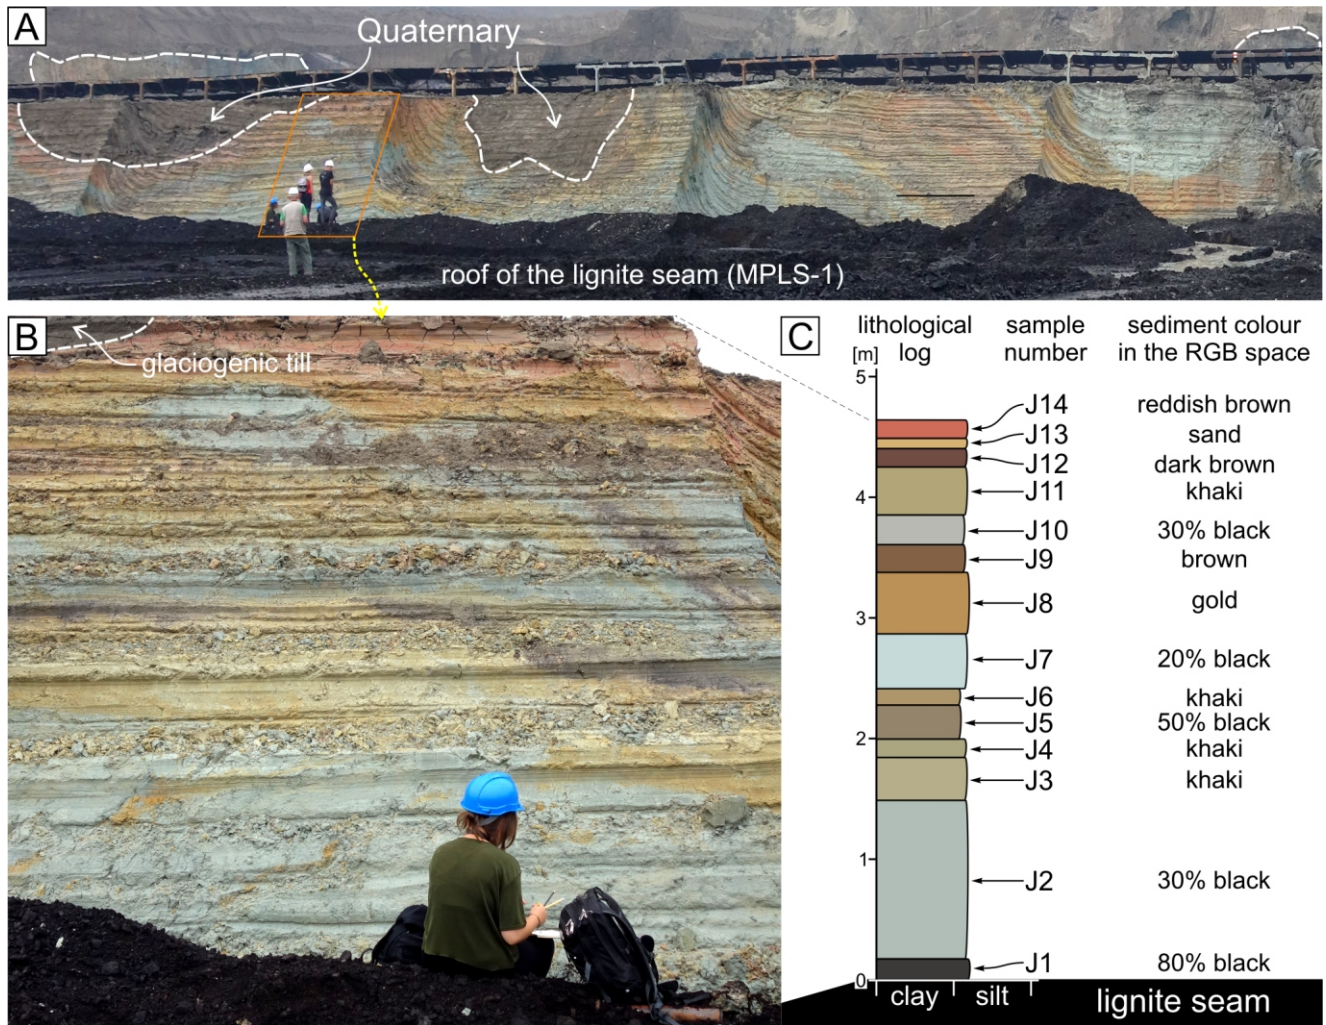 A
Quaternary
roof of the lignite seam (MPLS-1)
B
glaciogenic till
C
lithological log
sample number
sediment colour in the RGB space
[m]
5
J14 reddish brown
J13 sand
J12 dark brown
J11 khaki
4
J10 30% black
J9 brown
J8 gold
3
J7 20% black
J6 khaki
J5 50% black
2
J4 khaki
J3 khaki
1
J2 30% black
J1 80% black
0
clay silt
lignite seam